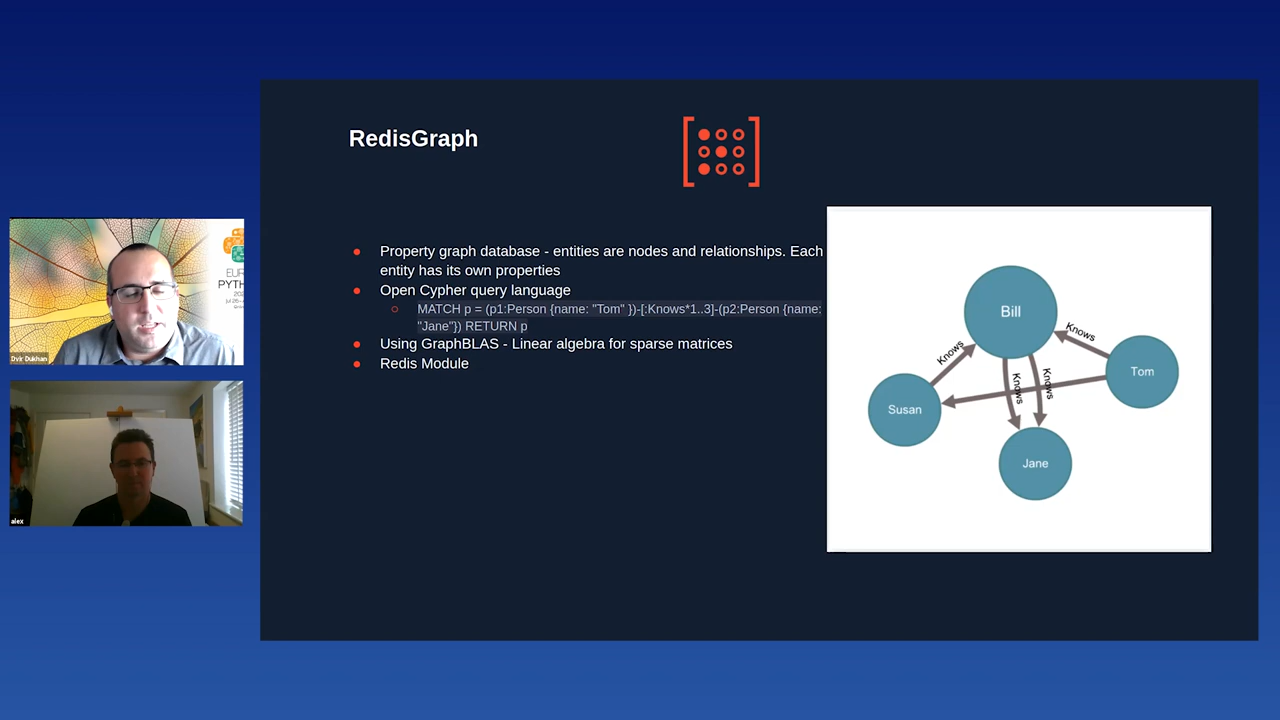 RedisGraph
Property graph database - entities are nodes and relationships. Each
entity has its own properties
Open Cypher query language
MATCH p = (p1:Person {name: "Tom" })-[:Knows*1..3]-(p2:Person {name:
"Jane"}) RETURN p
Using GraphBLAS - Linear algebra for sparse matrices
Redis Module
Bill
Knows
Knows
Tom
Knows
Knows
Susan
Jane
EUR
PYTH
Dvir Dukhan
alex